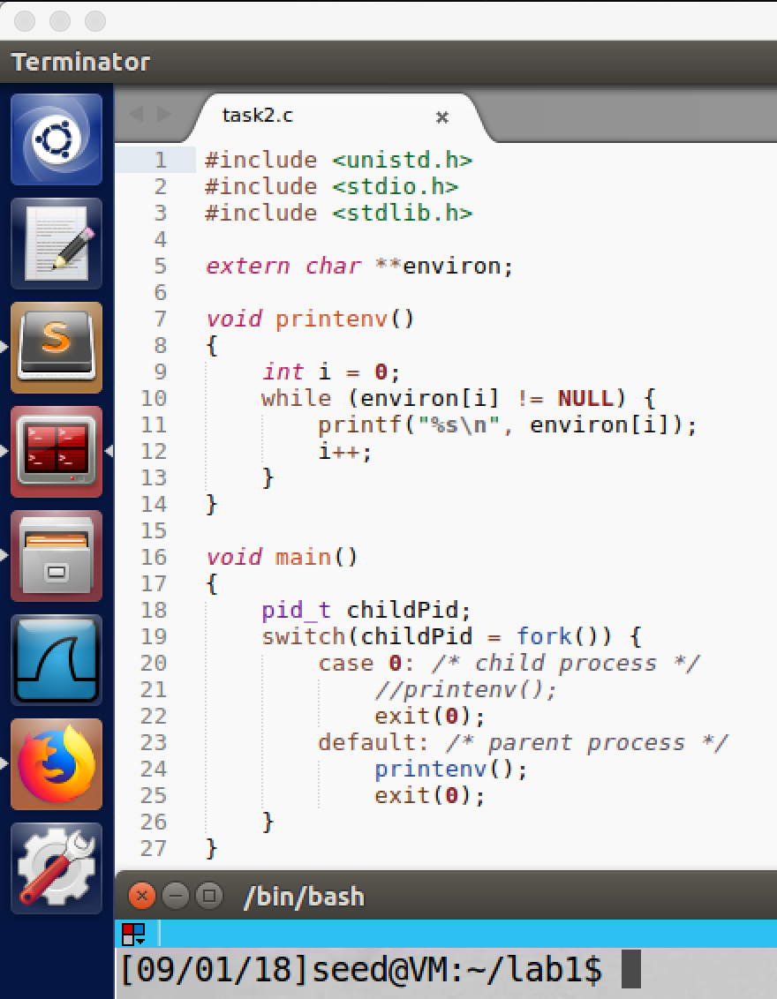 Terminator
task2.c
1 #include <unistd.h>
2 #include <stdio.h>
3 #include <stdlib.h>
4
5 extern char **environ;
6
7 void printenv()
8 {
9     int i = 0;
10     while (environ[i] != NULL) {
11         printf("%s\n", environ[i]);
12         i++;
13     }
14 }
15
16 void main()
17 {
18     pid_t childPid;
19     switch(childPid = fork()) {
20         case 0: /* child process */
21             //printenv();
22             exit(0);
23         default: /* parent process */
24             printenv();
25             exit(0);
26     }
27 }
/bin/bash
[09/01/18]seed@VM:~/lab1$